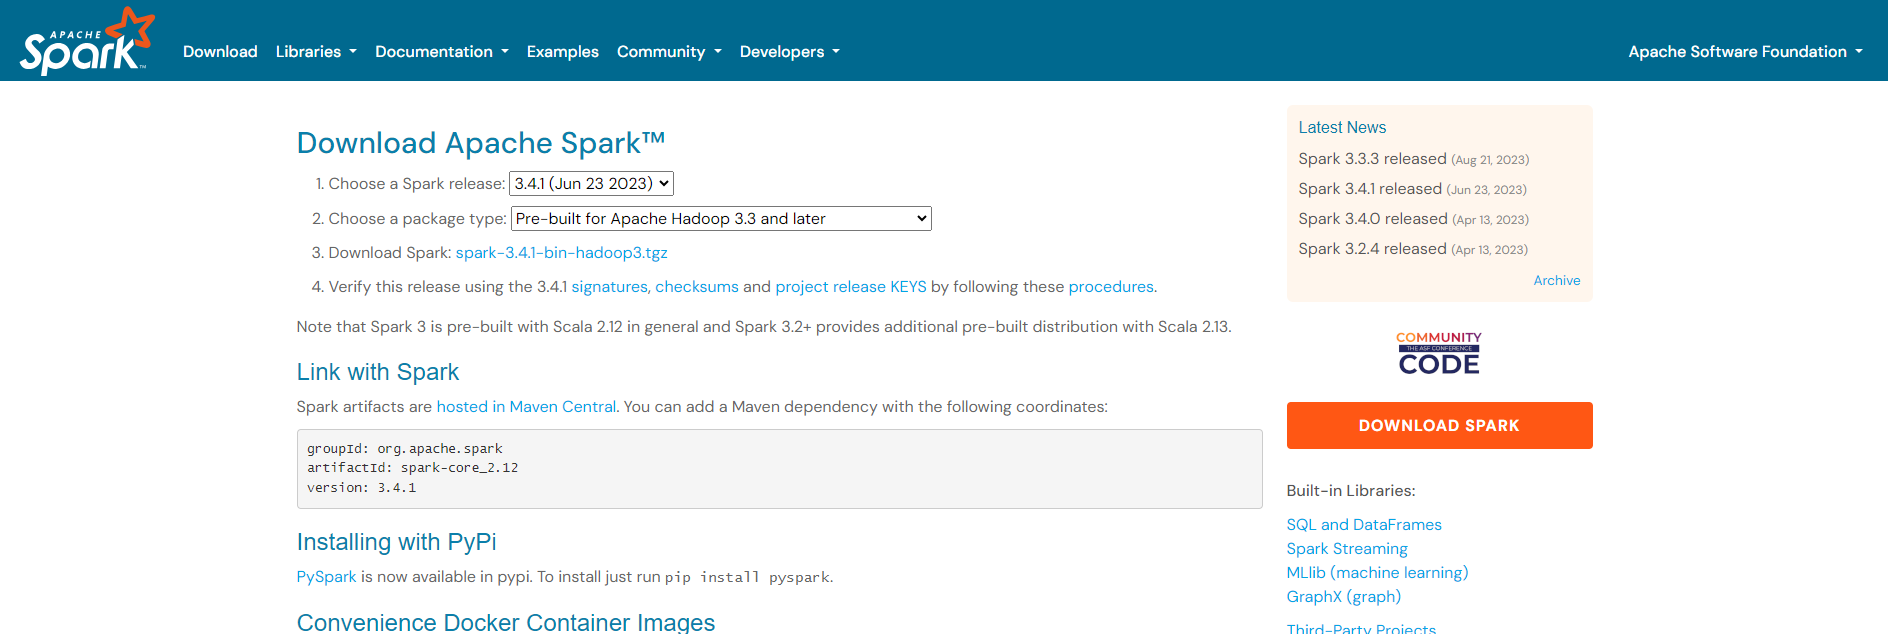 APACHE
Spark™
Download Libraries Documentation Examples Community Developers Apache Software Foundation
Download Apache Spark™
1. Choose a Spark release: 3.4.1 (Jun 23 2023)
2. Choose a package type: Pre-built for Apache Hadoop 3.3 and later
3. Download Spark: spark-3.4.1-bin-hadoop3.tgz
4. Verify this release using the 3.4.1 signatures, checksums and project release KEYS by following these procedures.
Note that Spark 3 is pre-built with Scala 2.12 in general and Spark 3.2+ provides additional pre-built distribution with Scala 2.13.
Link with Spark
Spark artifacts are hosted in Maven Central. You can add a Maven dependency with the following coordinates:
groupId: org.apache.spark
artifactId: spark-core_2.12
version: 3.4.1
Installing with PyPi
PySpark is now available in pypi. To install just run pip install pyspark.
Convenience Docker Container Images
Latest News
Spark 3.3.3 released (Aug 21, 2023)
Spark 3.4.1 released (Jun 23, 2023)
Spark 3.4.0 released (Apr 13, 2023)
Spark 3.2.4 released (Apr 13, 2023)
Archive
COMMUNITY
THE ASF CONFERENCE
CODE
DOWNLOAD SPARK
Built-in Libraries:
SQL and DataFrames
Spark Streaming
MLlib (machine learning)
GraphX (graph)
Third-Party Projects